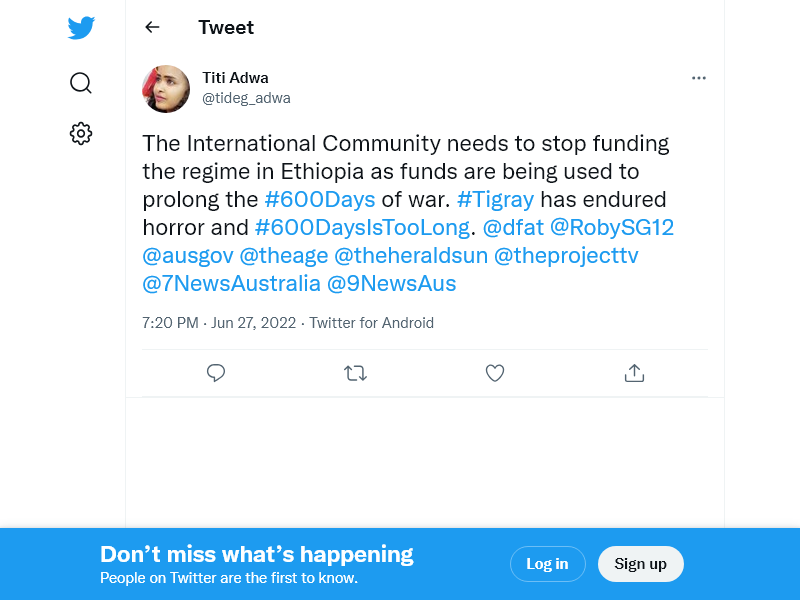 Tweet
Titi Adwa
@tideg_adwa
The International Community needs to stop funding
the regime in Ethiopia as funds are being used to
prolong the #600Days of war. #Tigray has endured
horror and #600DaysIsTooLong. @dfat @RobySG12
@ausgov @theage @theheraldsun @theprojecttv
@7NewsAustralia @9NewsAus
7:20 PM · Jun 27, 2022 · Twitter for Android
Don’t miss what’s happening
People on Twitter are the first to know.
Log in
Sign up